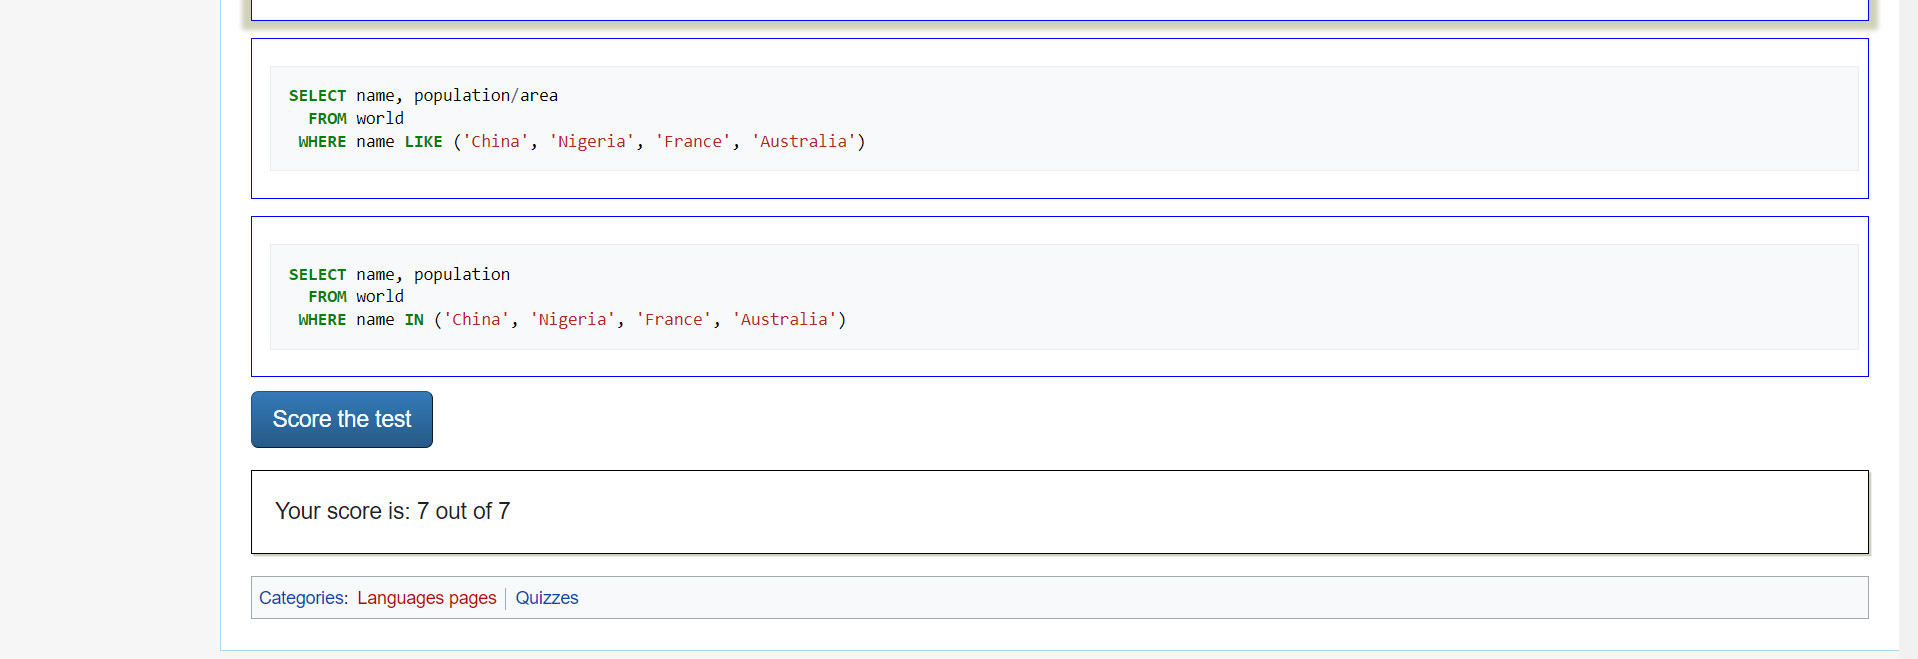 SELECT name, population/area
FROM world
WHERE name LIKE ('China', 'Nigeria', 'France', 'Australia')
SELECT name, population
FROM world
WHERE name IN ('China', 'Nigeria', 'France', 'Australia')
Score the test
Your score is: 7 out of 7
Categories: Languages pages | Quizzes